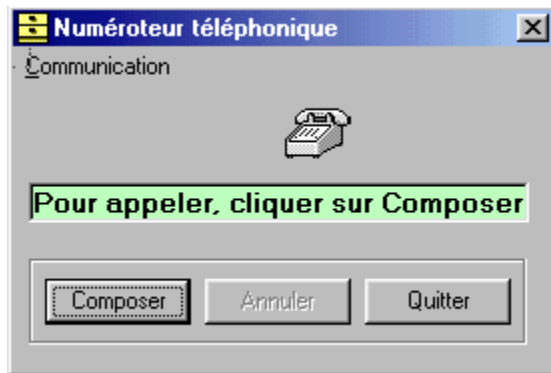 Numéroteur téléphonique
Communication
Pour appeler, cliquer sur Composer
Composer Annuler Quitter